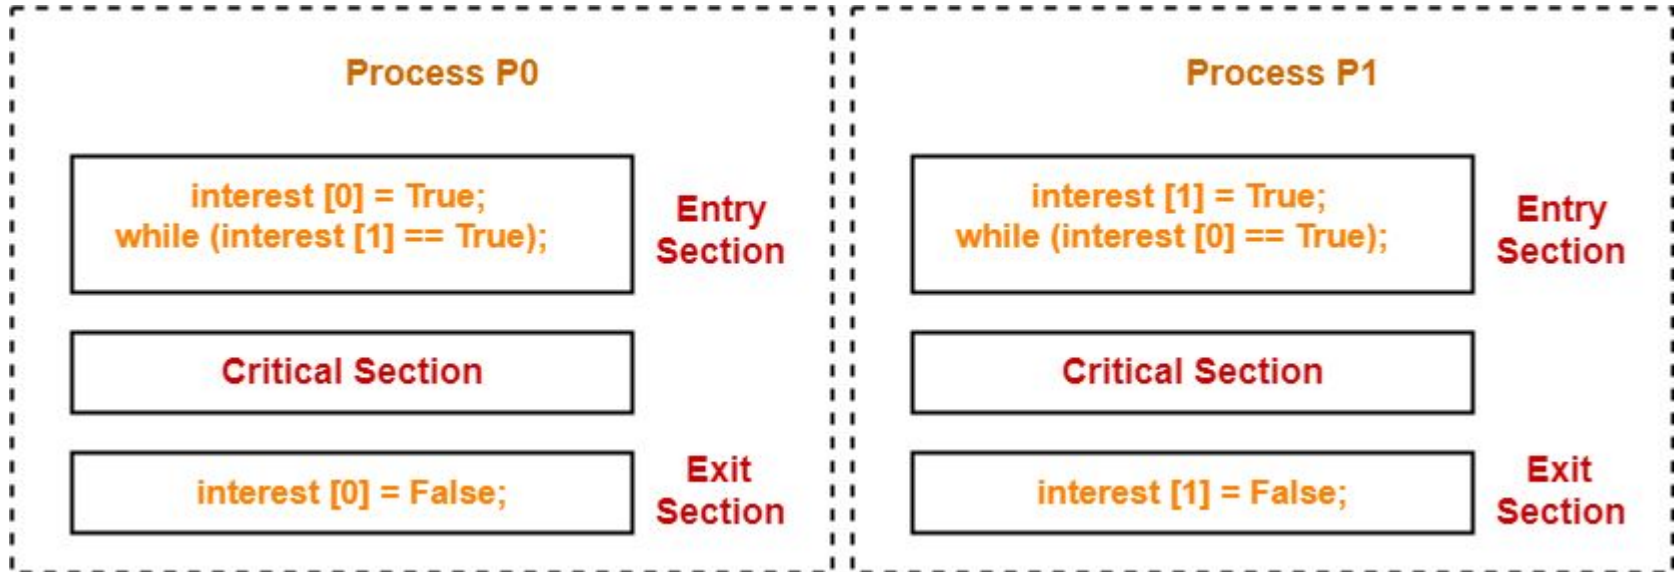 Process P0
interest [0] = True;
while (interest [1] == True);
Entry
Section
Critical Section
interest [0] = False;
Exit
Section
Process P1
interest [1] = True;
while (interest [0] == True);
Entry
Section
Critical Section
interest [1] = False;
Exit
Section